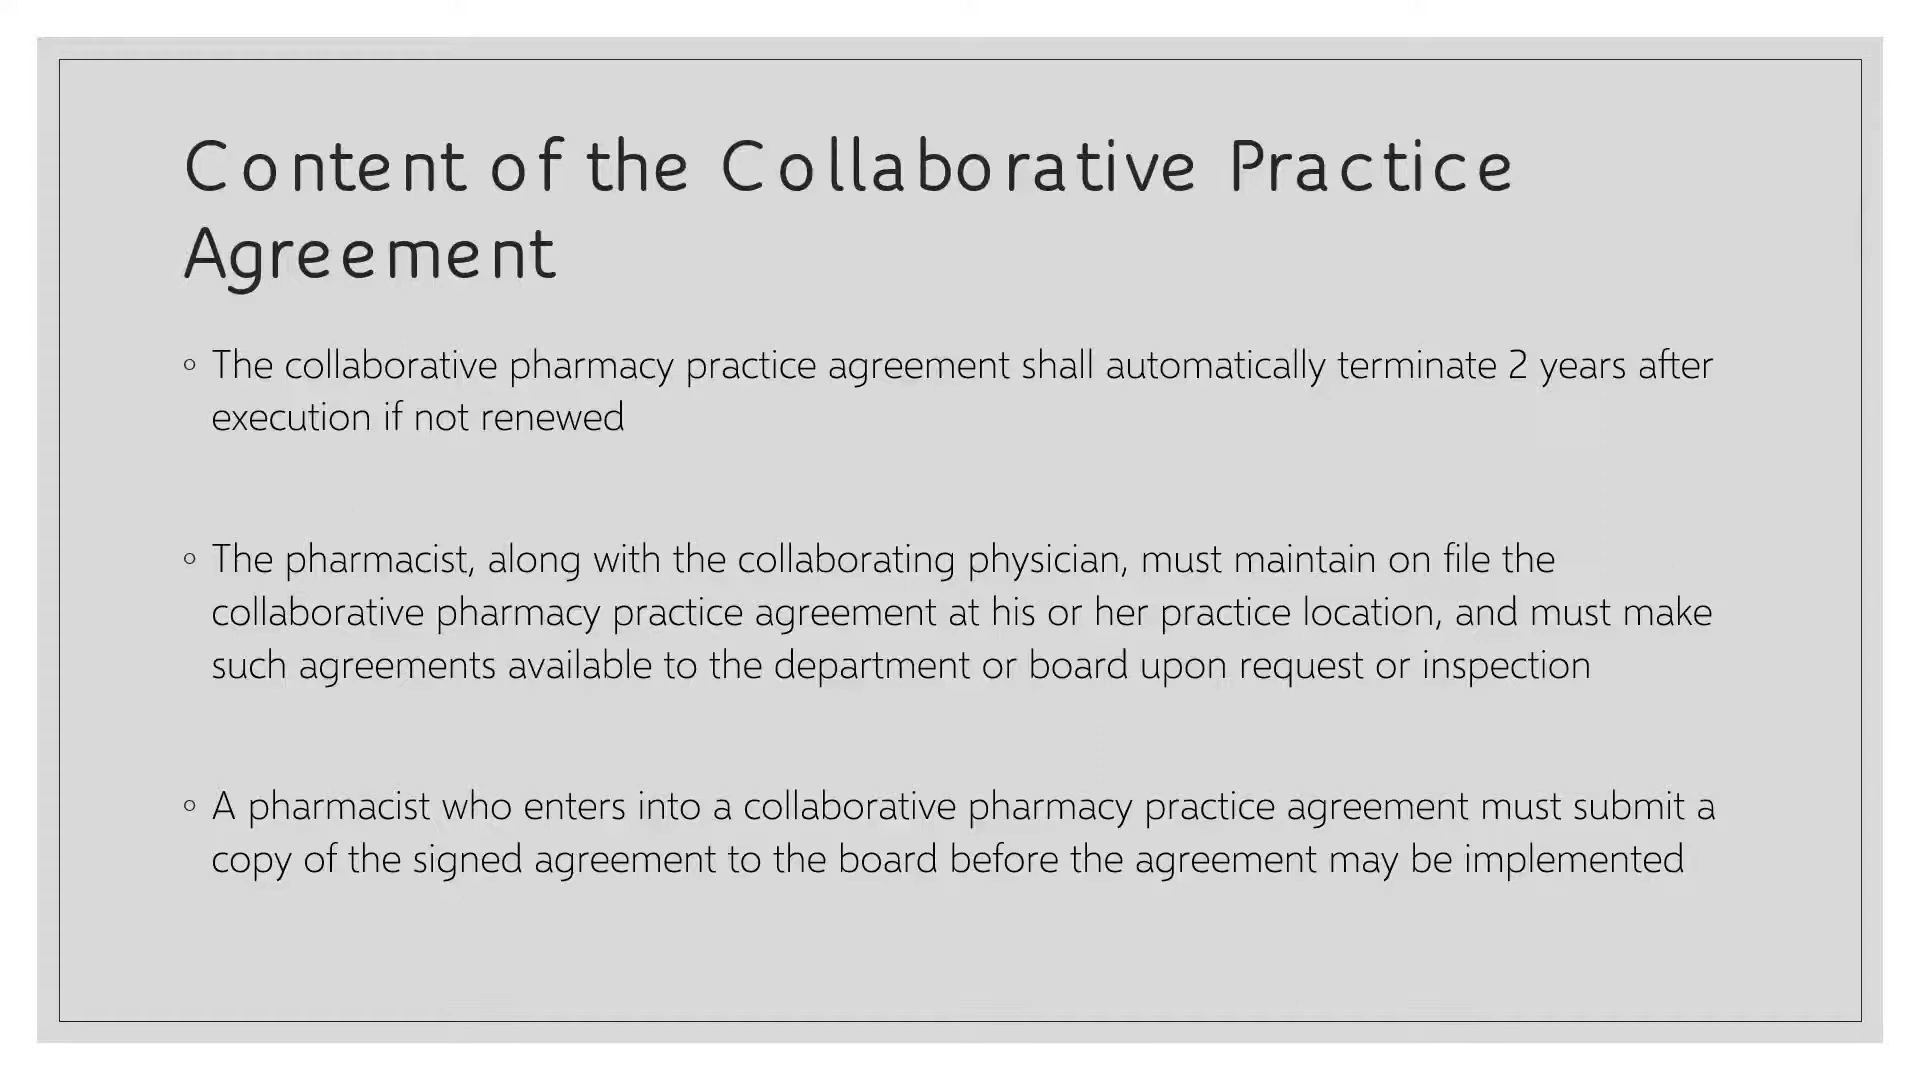 Content of the Collaborative Practice
Agreement
◦ The collaborative pharmacy practice agreement shall automatically terminate 2 years after
execution if not renewed
◦ The pharmacist, along with the collaborating physician, must maintain on file the
collaborative pharmacy practice agreement at his or her practice location, and must make
such agreements available to the department or board upon request or inspection
◦ A pharmacist who enters into a collaborative pharmacy practice agreement must submit a
copy of the signed agreement to the board before the agreement may be implemented